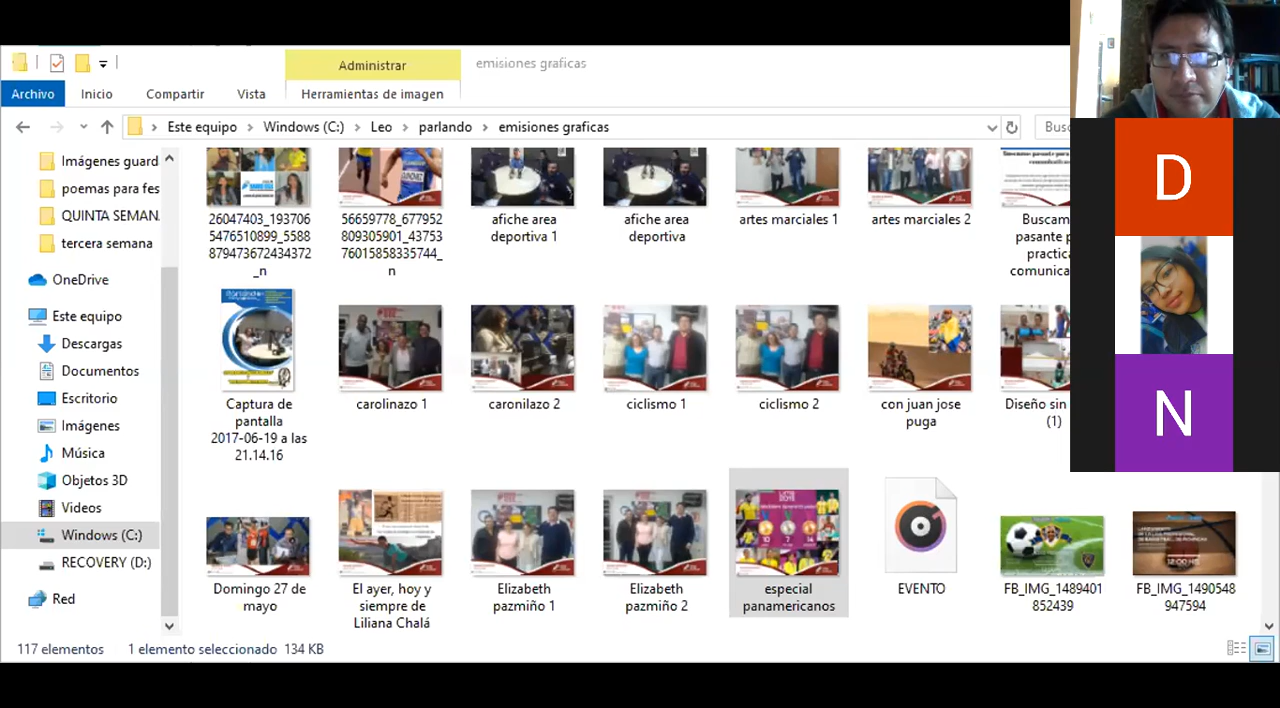 Administrar
emisiones graficas
Archivo
Inicio
Compartir
Vista
Herramientas de imagen
Este equipo
Windows (C:)
Leo
parlando
emisiones graficas
Imágenes guard
poemas para fes
QUINTA SEMAN.
tercera semana
OneDrive
Este equipo
Descargas
Documentos
Escritorio
Imágenes
Música
Objetos 3D
Videos
Windows (C:)
RECOVERY (D:)
Red
26047403_193706
5476510899_5588
879473672434372
_n
56659778_677952
809305901_43753
76015858335744_
n
afiche area
deportiva 1
afiche area
deportiva
artes marciales 1
artes marciales 2
Buscam
pasante p
practica
comunica
Captura de
pantalla
2017-06-19 a las
21.14.16
carolinazo 1
caronilazo 2
ciclismo 1
ciclismo 2
con juan jose
puga
Diseño sin
(1)
Domingo 27 de
mayo
El ayer, hoy y
siempre de
Liliana Chalá
Elizabeth
pazmiño 1
Elizabeth
pazmiño 2
especial
panamericanos
EVENTO
FB_IMG_1489401
852439
FB_IMG_1490548
947594
117 elementos
1 elemento seleccionado 134 KB
Busc
D
N